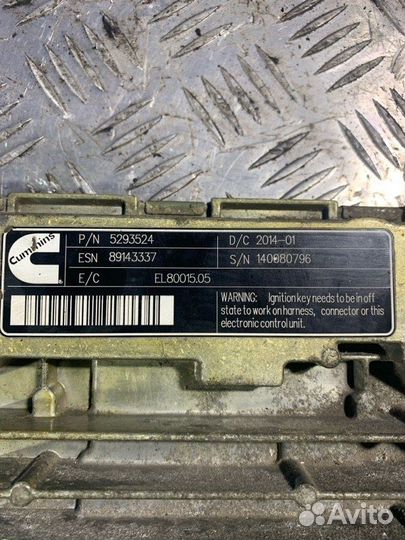 Cummins
P/N 5293524 D/C 2014-01
ESN 89143337 S/N 140080796
E/C EL80015.05
WARNING: Ignition key needs to be in off
state to work on harness, connector or this
electronic control unit.
Avito